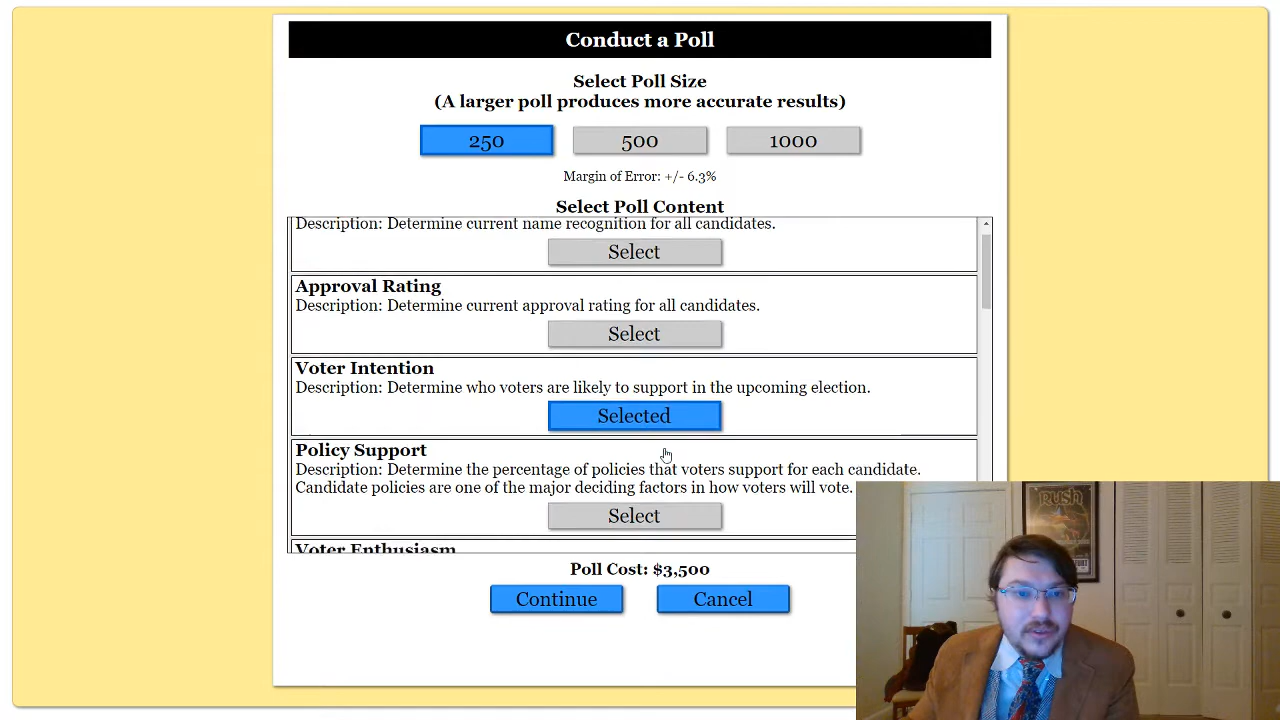 Conduct a Poll
Select Poll Size
(A larger poll produces more accurate results)
250
500
1000
Margin of Error: +/- 6.3%
Select Poll Content
Description: Determine current name recognition for all candidates.
Select
Approval Rating
Description: Determine current approval rating for all candidates.
Select
Voter Intention
Description: Determine who voters are likely to support in the upcoming election.
Selected
Policy Support
Description: Determine the percentage of policies that voters support for each candidate.
Candidate policies are one of the major deciding factors in how voters will vote.
Select
Voter Enthusiasm
Poll Cost: $3,500
Continue
Cancel
RUSH